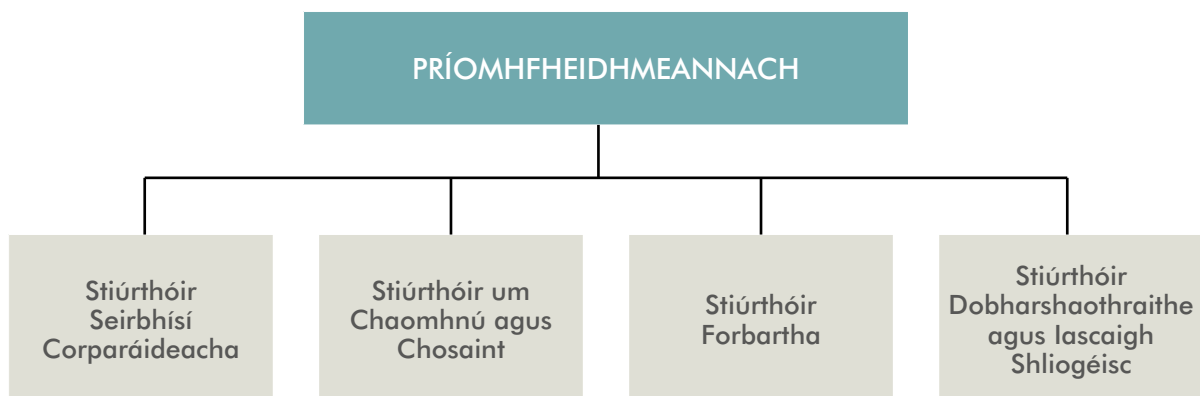 PRÍOMHFHEIDHMEANNACH
Stiúrthóir
Seirbhísí
Corparáideacha
Stiúrthóir um
Chaomhnú agus
Chosaint
Stiúrthóir
Forbartha
Stiúrthóir
Dobharshaothraithe
agus Iascaigh
Shliogéisc